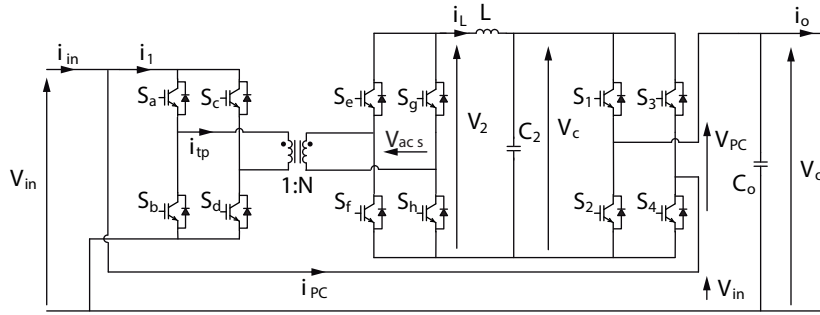 i_in
i_1
S_a
S_c
i_tp
1:N
S_b
S_d
V_in
S_e
S_g
V_ac s
S_f
S_h
i_L
L
V_2
C_2
V_c
S_1
S_3
S_2
S_4
V_PC
V_in
i_PC
i_o
C_o
V_o